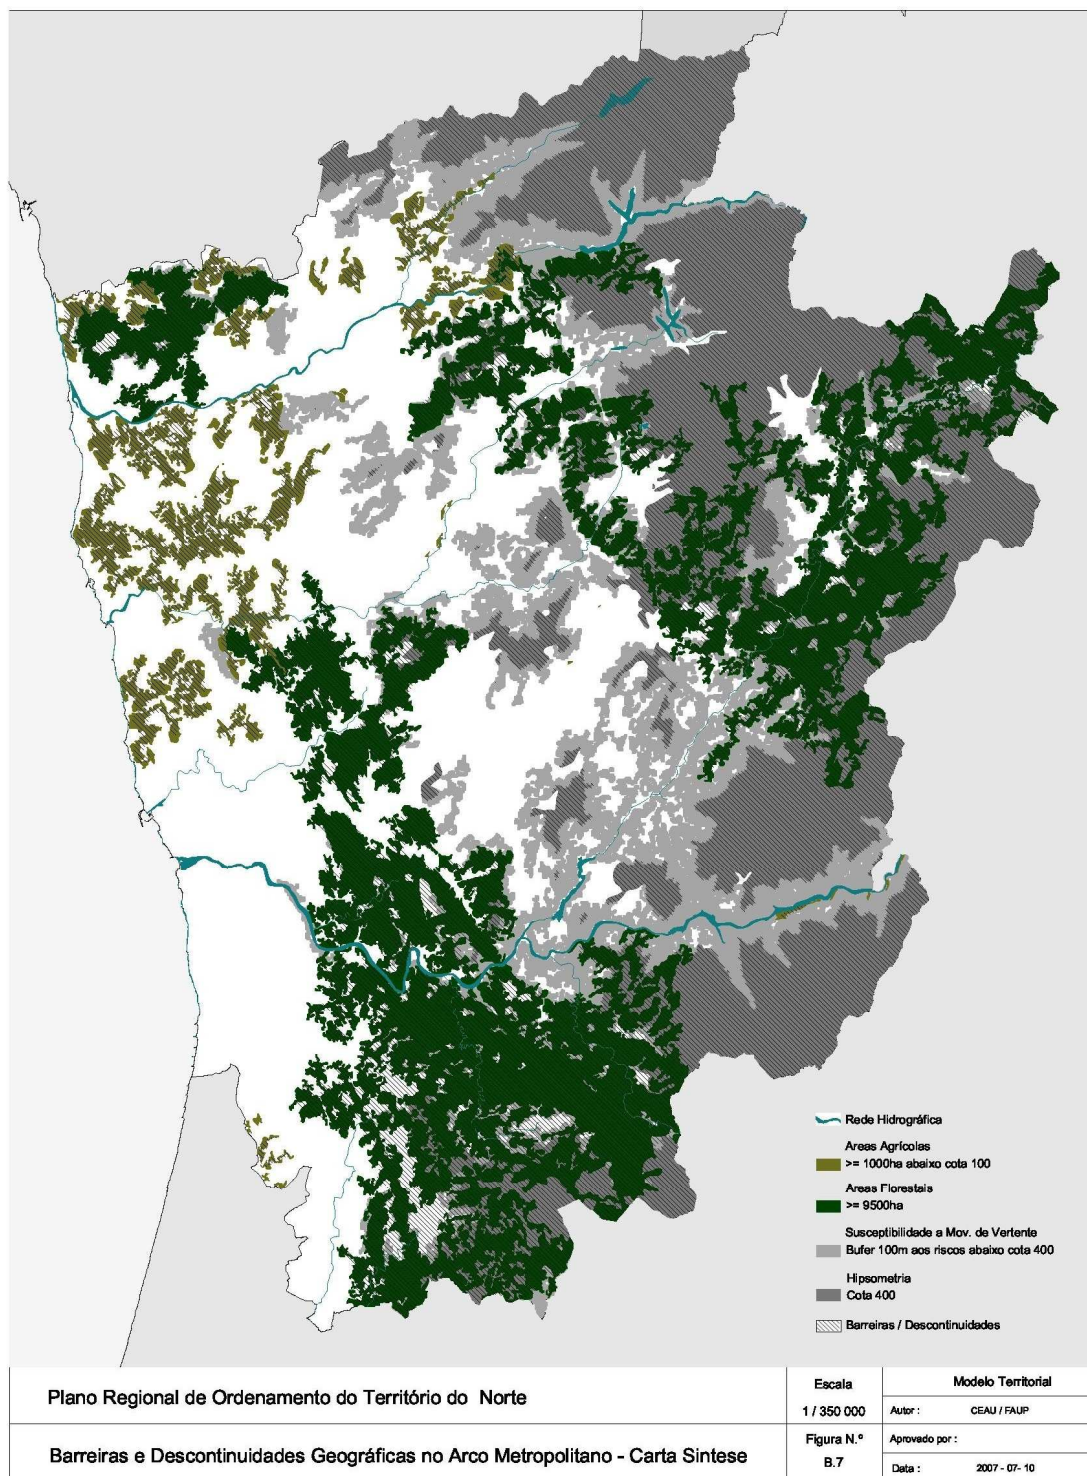 Rede Hidrográfica
Areas Agrícolas
>= 1000ha abaixo cota 100
Areas Florestais
>= 9500ha
Susceptibilidade a Mov. de Vertente
Bufer 100m aos riscos abaixo cota 400
Hipsometria
Cota 400
Barreiras / Descontinuidades
Plano Regional de Ordenamento do Território do Norte
Escala
1 / 350 000
Modelo Territorial
Autor : CEAU / FAUP
Barreiras e Descontinuidades Geográficas no Arco Metropolitano - Carta Sintese
Figura N.º
B.7
Aprovado por :
Data : 2007 - 07- 10